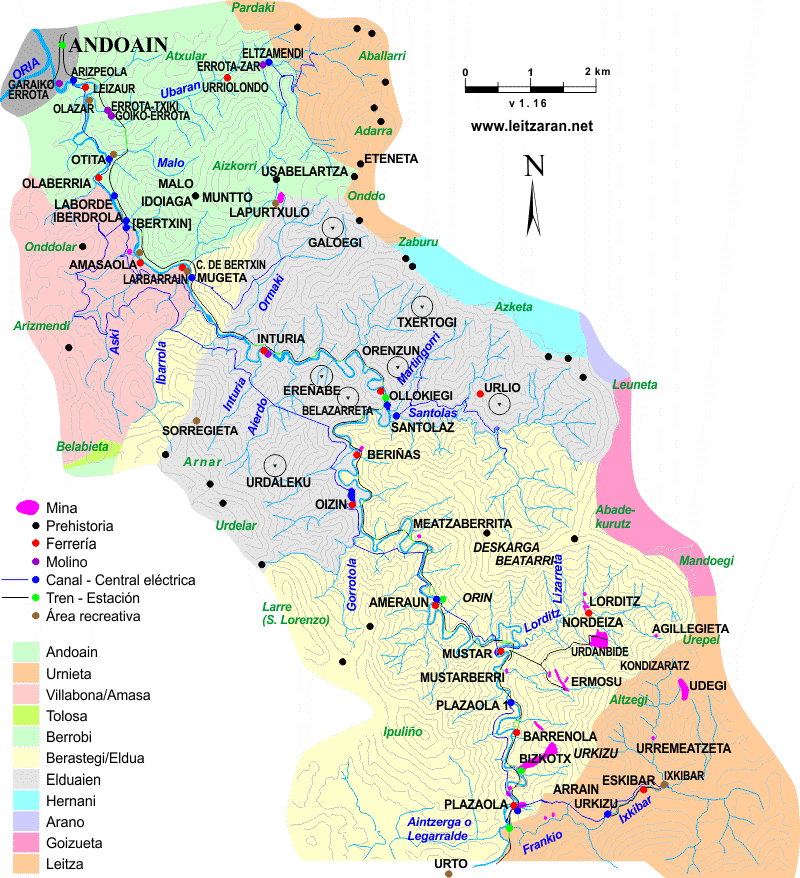 Pardaki
ANDOAIN
ORIA
ELTZAMENDI
Atxular
Aballarri
ERROTA-ZAR
ARIZPEOLA
GARAIKO
ERROTA
LEIZAUR
URRIOLONDO
Ubaran
0 1 2 km
v 1 . 16
OLAZAR
ERROTA-TXIKI
GOIKO-ERROTA
www.leitzaran.net
Adarra
OTITA
Malo
Aizkorri
ETENETA
N
USABELARTZA
OLABERRIA
MALO
IDOIAGA
MUNTTO
Onddo
LABORDE
IBERDROLA
[BERTXIN]
LAPURTXULO
GALOEGI
Zaburu
Onddolar
AMASAOLA
C. DE BERTXIN
LARBARRAIN
MUGETA
Ormaki
Azketa
TXERTOGI
Arizmendi
Aski
Ibarrola
INTURIA
ORENZUN
Martingorri
EREÑABE
Inturia
BELAZARRETA
OLLOKIEGI
URLIO
Leuneta
Aierdo
Santolas
SANTOLAZ
SORREGIETA
Belabieta
Arnar
BERIÑAS
URDALEKU
OIZIN
Urdelar
MEATZABERRITA
Abade-
kurutz
DESKARGA
BEATARRI
Mandoegi
Mina
Prehistoria
Ferrería
Molino
Canal - Central eléctrica
Tren - Estación
Área recreativa
Gorrotola
Lizarreta
Larre
(S. Lorenzo)
AMERAUN
ORIN
LORDITZ
Lorditz
NORDEIZA
AGILLEGIETA
Urepel
MUSTAR
URDANBIDE
KONDIZARATZ
MUSTARBERRI
ERMOSU
UDEGI
Altzegi
PLAZAOLA 1
Ipuliño
BARRENOLA
BIZKOTX
URKIZU
URREMEATZETA
ARRAIN
ESKIBAR
IXKIBAR
PLAZAOLA
URKIZU
Ixkibar
Aintzerga o
Legarralde
Frankio
URTO
Andoain
Urnieta
Villabona/Amasa
Tolosa
Berrobi
Berastegi/Eldua
Elduaien
Hernani
Arano
Goizueta
Leitza